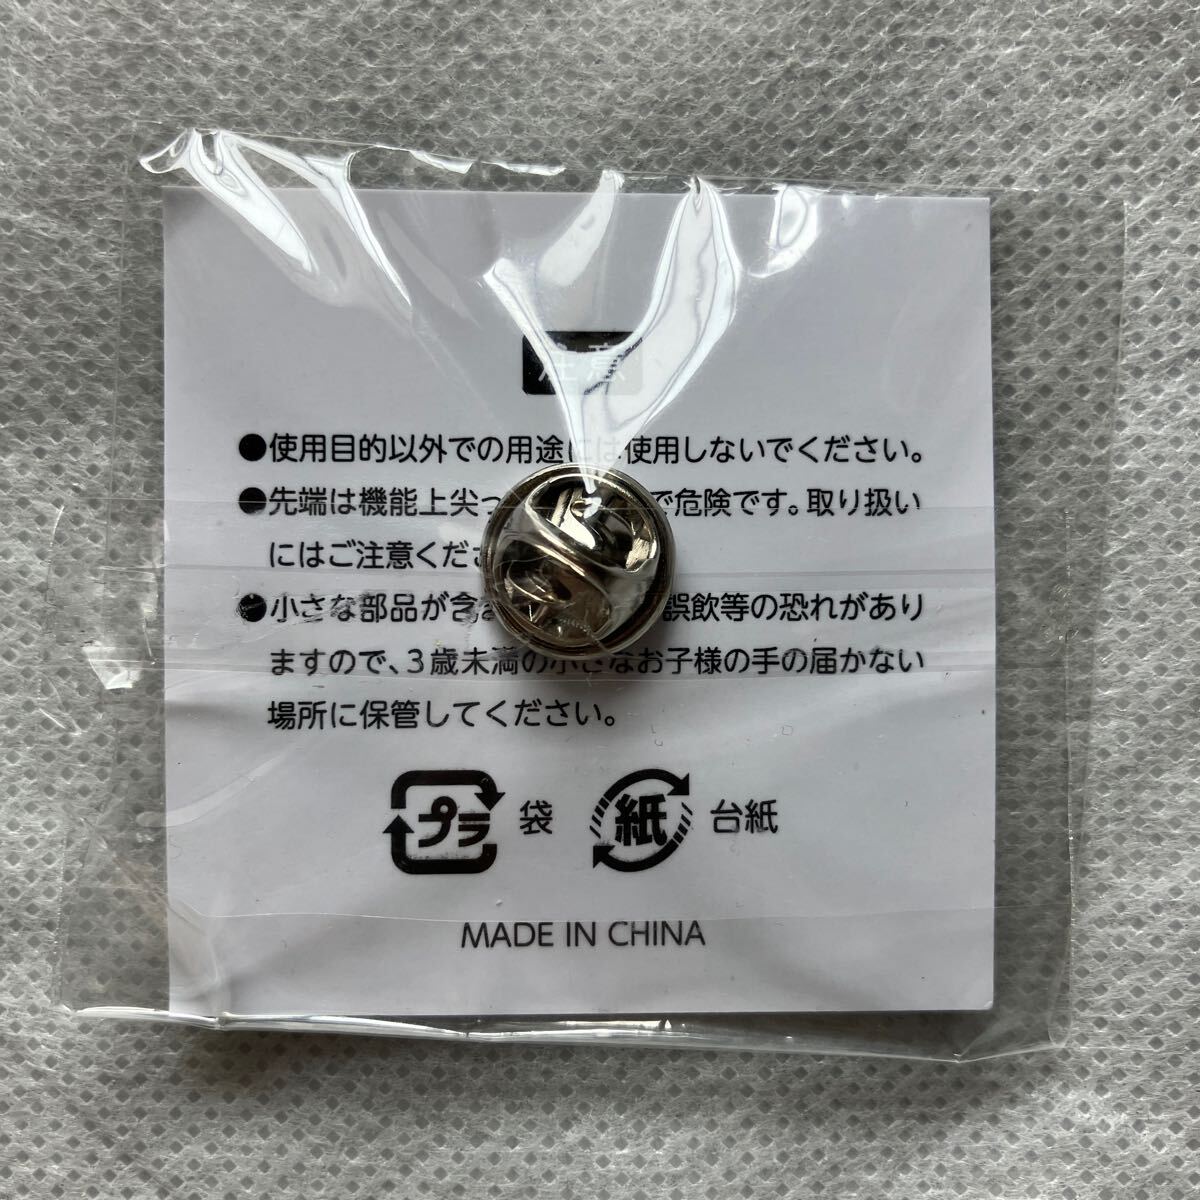 注意
●使用目的以外での用途には使用しないでください。
●先端は機能上尖っ で危険です。取り扱い
にはご注意くださ
●小さな部品が含ま 誤飲等の恐れがあり
ますので、3歳未満の小さなお子様の手の届かない
場所に保管してください。
プラ 袋 紙 台紙
MADE IN CHINA